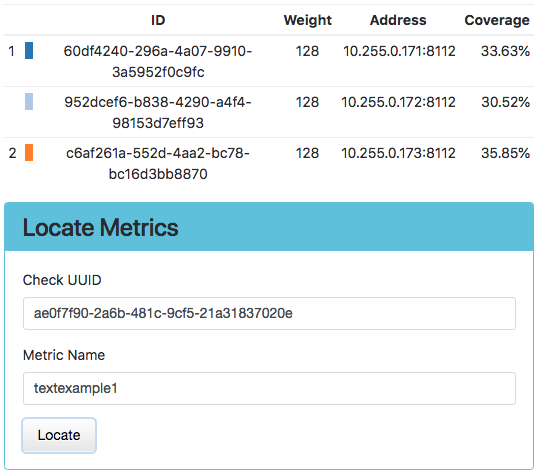 ID Weight Address Coverage
1 60df4240-296a-4a07-9910- 128 10.255.0.171:8112 33.63%
3a5952f0c9fc
952dcef6-b838-4290-a4f4- 128 10.255.0.172:8112 30.52%
98153d7eff93
2 c6af261a-552d-4aa2-bc78- 128 10.255.0.173:8112 35.85%
bc16d3bb8870
Locate Metrics
Check UUID
ae0f7f90-2a6b-481c-9cf5-21a31837020e
Metric Name
textexample1
Locate